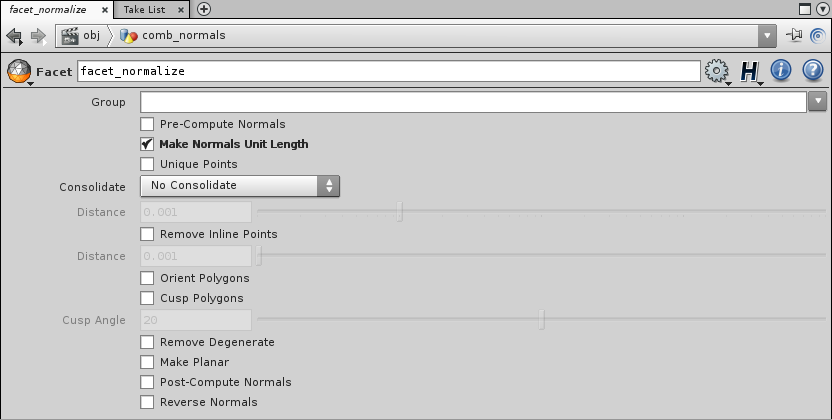 facet_normalize Take List
obj comb_normals
Facet facet_normalize H i ?
Group
Pre-Compute Normals
Make Normals Unit Length
Unique Points
Consolidate No Consolidate
Distance 0.001
Remove Inline Points
Distance 0.001
Orient Polygons
Cusp Polygons
Cusp Angle 20
Remove Degenerate
Make Planar
Post-Compute Normals
Reverse Normals